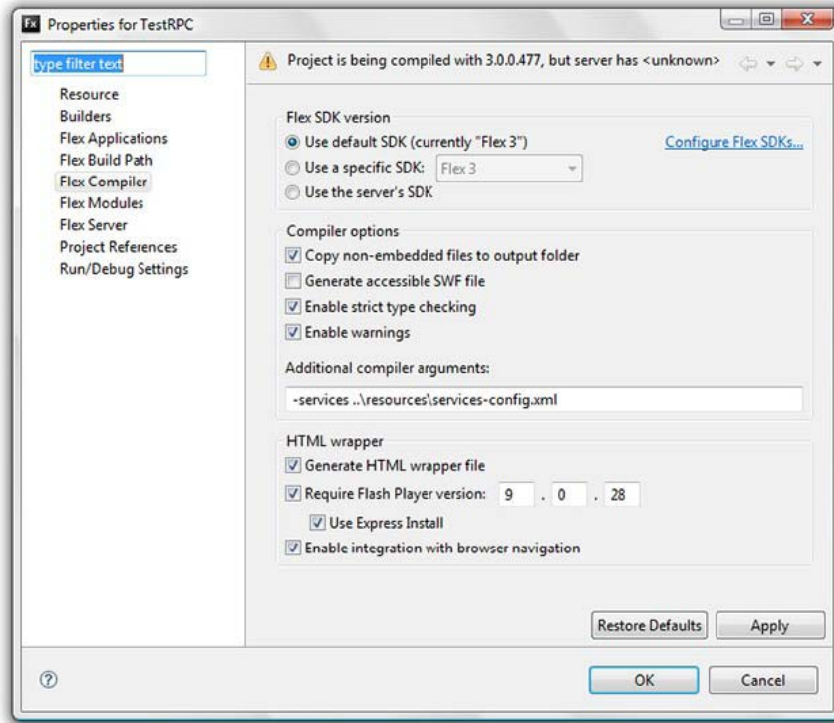 Fx Properties for TestRPC
type filter text
Resource
Builders
Flex Applications
Flex Build Path
Flex Compiler
Flex Modules
Flex Server
Project References
Run/Debug Settings
Project is being compiled with 3.0.0.477, but server has <unknown>
Flex SDK version
Use default SDK (currently "Flex 3") Configure Flex SDKs...
Use a specific SDK: Flex 3
Use the server's SDK
Compiler options
Copy non-embedded files to output folder
Generate accessible SWF file
Enable strict type checking
Enable warnings
Additional compiler arguments:
-services ..\resources\services-config.xml
HTML wrapper
Generate HTML wrapper file
Require Flash Player version: 9 . 0 . 28
Use Express Install
Enable integration with browser navigation
Restore Defaults Apply
? OK Cancel